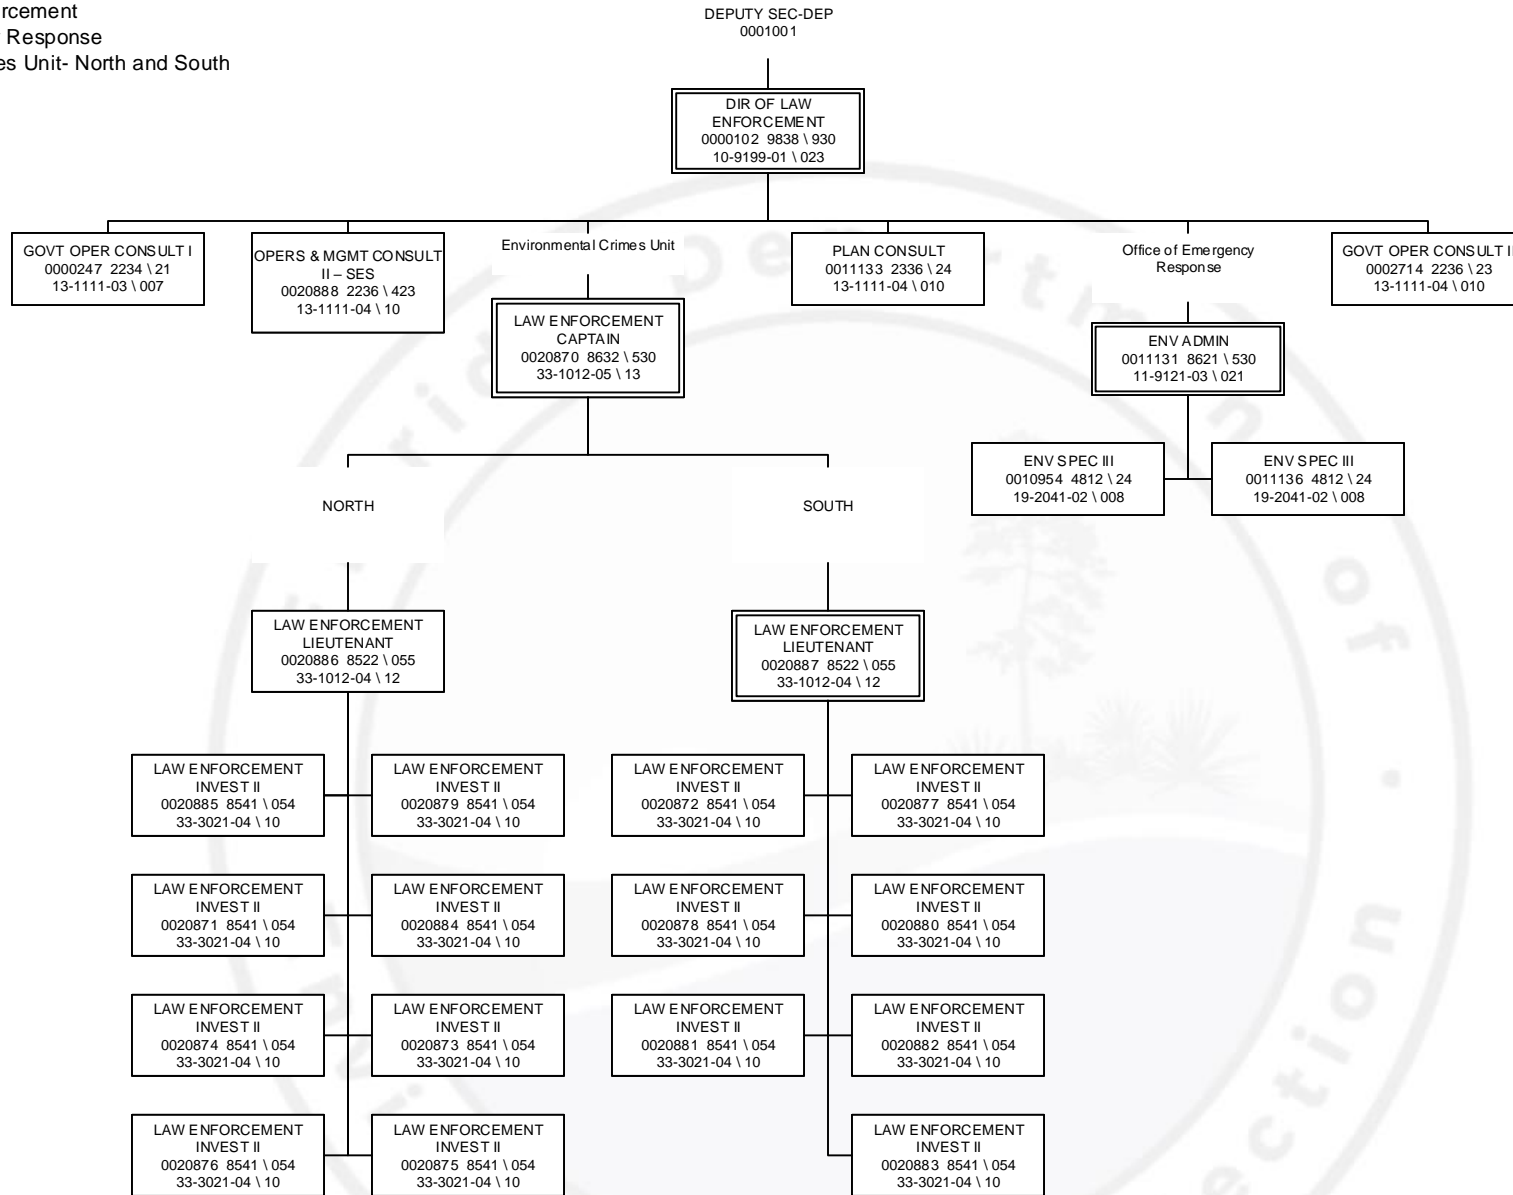 rcement
Response
es Unit- North and South
DEPUTY SEC-DEP
0001001
DIR OF LAW
ENFORCEMENT
0000102 9838 \ 930
10-9199-01 \ 023
GOVT OPER CONSULT I
0000247 2234 \ 21
13-1111-03 \ 007
OPERS & MGMT CONSULT
II – SES
0020888 2236 \ 423
13-1111-04 \ 10
Environmental Crimes Unit
PLAN CONSULT
0011133 2336 \ 24
13-1111-04 \ 010
Office of Emergency
Response
GOVT OPER CONSULT II
0002714 2236 \ 23
13-1111-04 \ 010
LAW ENFORCEMENT
CAPTAIN
0020870 8632 \ 530
33-1012-05 \ 13
ENV ADMIN
0011131 8621 \ 530
11-9121-03 \ 021
ENV SPEC III
0010954 4812 \ 24
19-2041-02 \ 008
ENV SPEC III
0011136 4812 \ 24
19-2041-02 \ 008
NORTH
SOUTH
LAW ENFORCEMENT
LIEUTENANT
0020886 8522 \ 055
33-1012-04 \ 12
LAW ENFORCEMENT
LIEUTENANT
0020887 8522 \ 055
33-1012-04 \ 12
LAW ENFORCEMENT
INVEST II
0020885 8541 \ 054
33-3021-04 \ 10
LAW ENFORCEMENT
INVEST II
0020879 8541 \ 054
33-3021-04 \ 10
LAW ENFORCEMENT
INVEST II
0020872 8541 \ 054
33-3021-04 \ 10
LAW ENFORCEMENT
INVEST II
0020877 8541 \ 054
33-3021-04 \ 10
LAW ENFORCEMENT
INVEST II
0020871 8541 \ 054
33-3021-04 \ 10
LAW ENFORCEMENT
INVEST II
0020884 8541 \ 054
33-3021-04 \ 10
LAW ENFORCEMENT
INVEST II
0020878 8541 \ 054
33-3021-04 \ 10
LAW ENFORCEMENT
INVEST II
0020880 8541 \ 054
33-3021-04 \ 10
LAW ENFORCEMENT
INVEST II
0020874 8541 \ 054
33-3021-04 \ 10
LAW ENFORCEMENT
INVEST II
0020873 8541 \ 054
33-3021-04 \ 10
LAW ENFORCEMENT
INVEST II
0020881 8541 \ 054
33-3021-04 \ 10
LAW ENFORCEMENT
INVEST II
0020882 8541 \ 054
33-3021-04 \ 10
LAW ENFORCEMENT
INVEST II
0020876 8541 \ 054
33-3021-04 \ 10
LAW ENFORCEMENT
INVEST II
0020875 8541 \ 054
33-3021-04 \ 10
LAW ENFORCEMENT
INVEST II
0020883 8541 \ 054
33-3021-04 \ 10